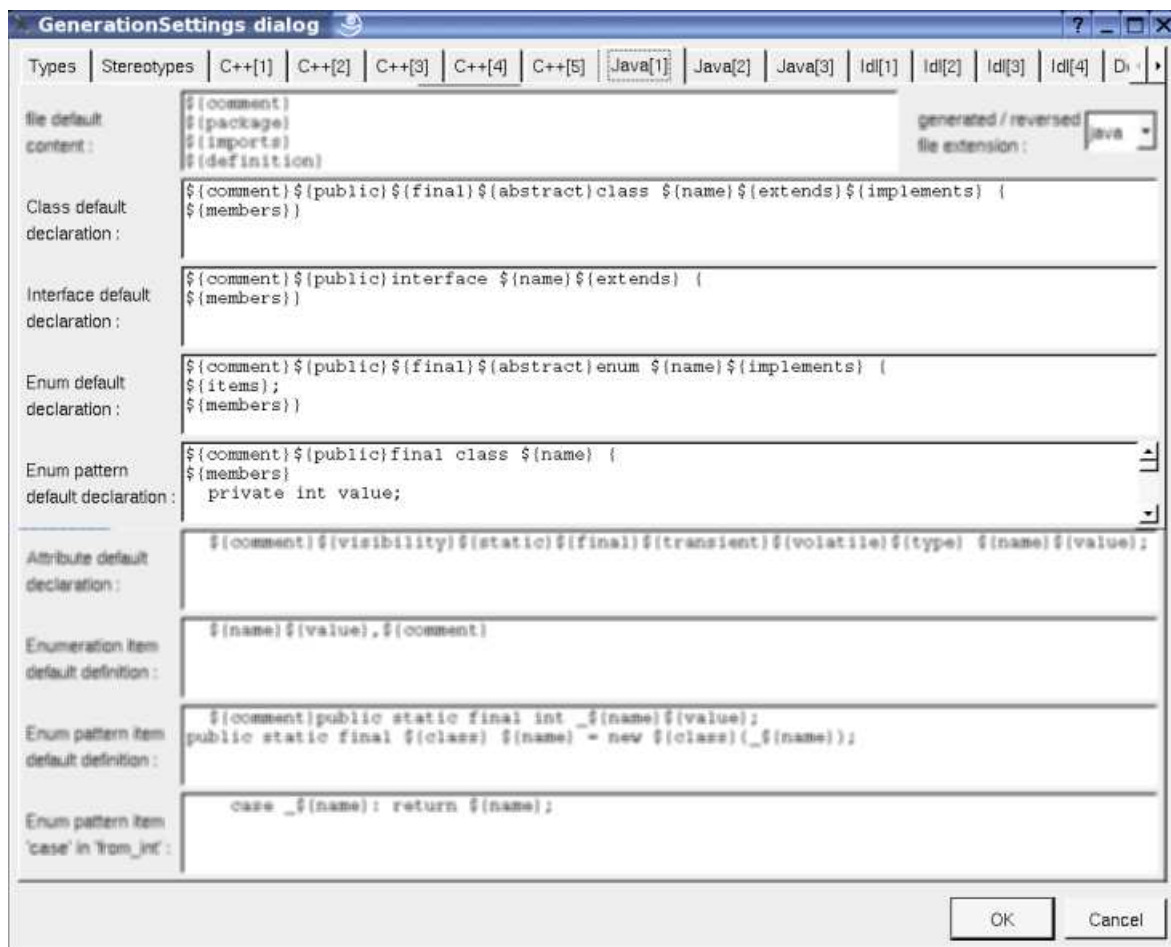 GenerationSettings dialog
Types Stereotypes C++[1] C++[2] C++[3] C++[4] C++[5] Java[1] Java[2] Java[3] Idl[1] Idl[2] Idl[3] Idl[4]
file default
content :
${comment}
${package}
${imports}
${definition}
generated / reversed
file extension :
java
Class default
declaration :
${comment}${public}${final}${abstract}class ${name}${extends}${implements} {
${members}}
Interface default
declaration :
${comment}${public}interface ${name}${extends} {
${members}}
Enum default
declaration :
${comment}${public}${final}${abstract}enum ${name}${implements} {
${items};
${members}}
Enum pattern
default declaration :
${comment}${public}final class ${name} {
${members}
private int value;
Attribute default
declaration :
${comment}${visibility}${static}${final}${transient}${volatile}${type} ${name}${value};
Enumeration item
default definition :
${name}${value},${comment}
Enum pattern item
default definition :
${comment}public static final int _${name}${value};
public static final ${class} ${name} = new ${class}(_${name});
Enum pattern item
'case' in 'from_int' :
case _${name}: return ${name};
OK Cancel